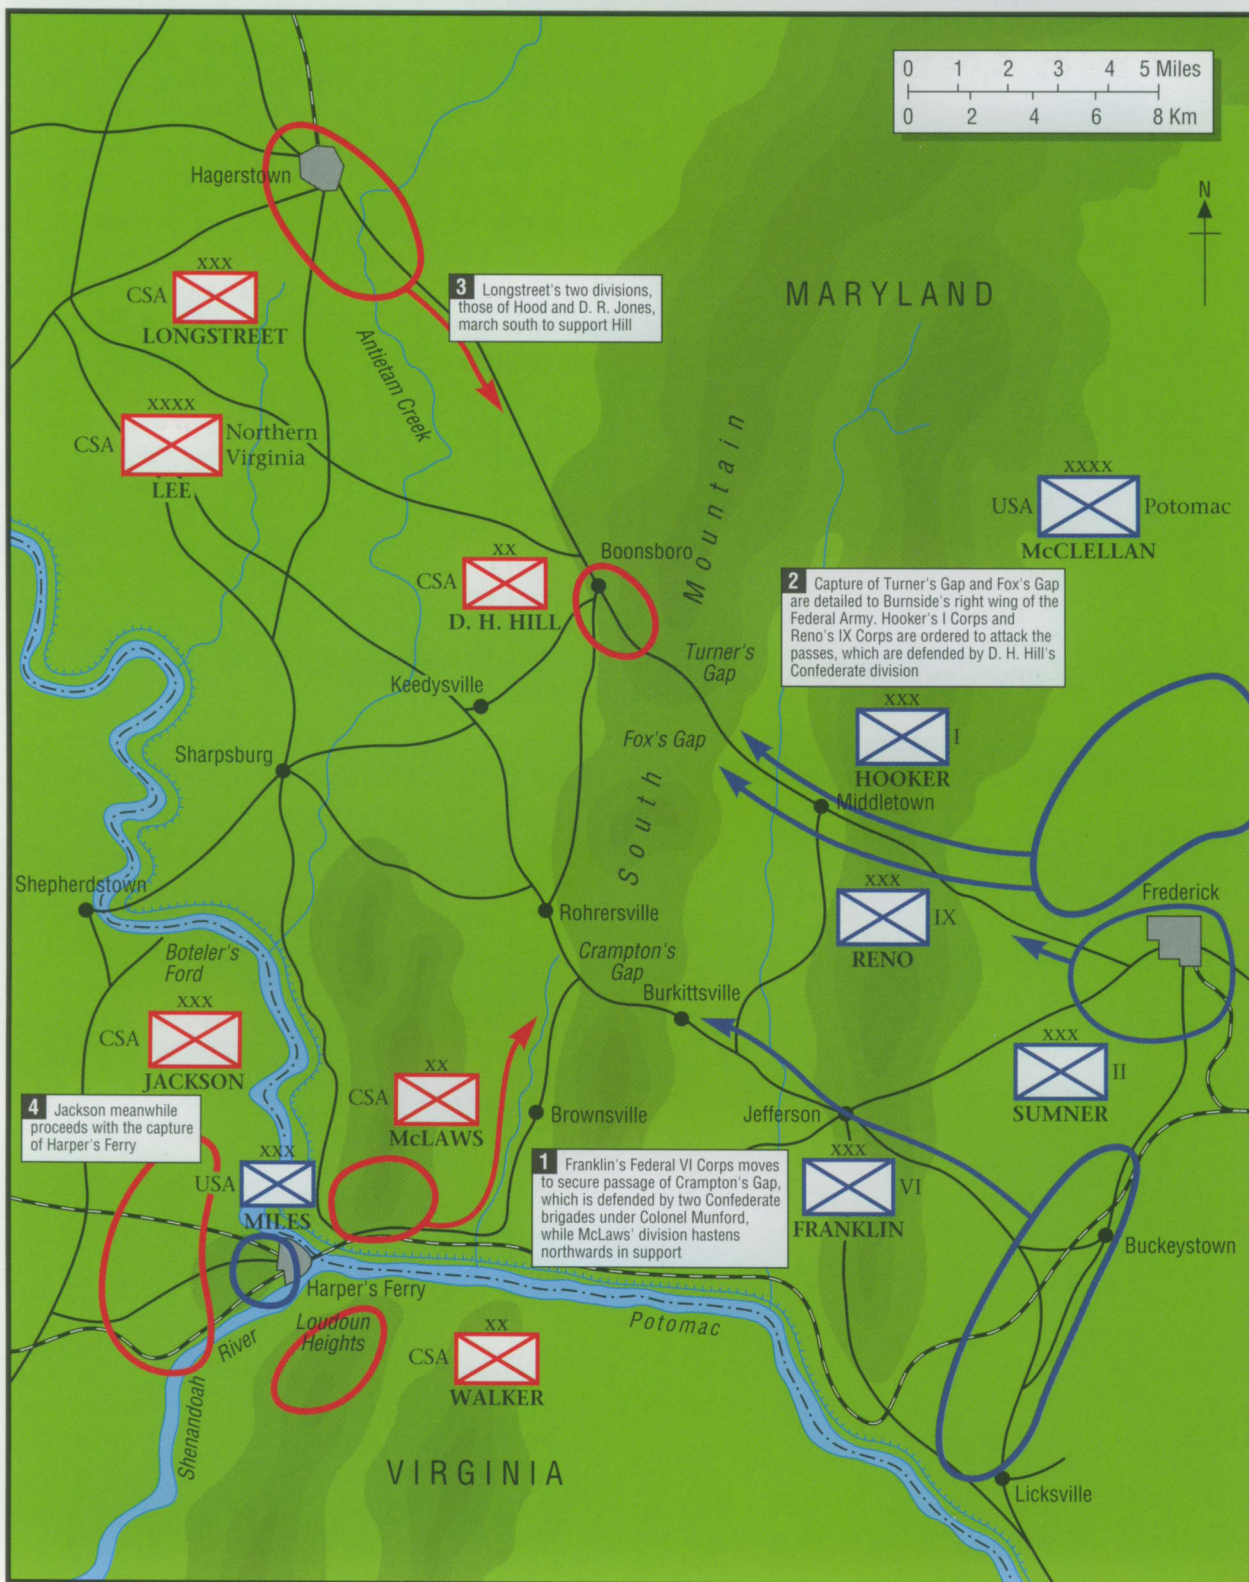 0 1 2 3 4 5 Miles
0 2 4 6 8 Km
N
Hagerstown
XXX
CSA
LONGSTREET
3 Longstreet's two divisions,
those of Hood and D. R. Jones,
march south to support Hill
MARYLAND
Antietam Creek
XXXX
CSA
Northern
Virginia
LEE
South Mountain
XXXX
USA
Potomac
McCLELLAN
XX
CSA
D. H. HILL
Boonsboro
2 Capture of Turner's Gap and Fox's Gap
are detailed to Burnside's right wing of the
Federal Army. Hooker's I Corps and
Reno's IX Corps are ordered to attack the
passes, which are defended by D. H. Hill's
Confederate division
Turner's
Gap
Keedysville
Fox's Gap
XXX
I
HOOKER
Sharpsburg
Middletown
Shepherdstown
Rohrersville
XXX
IX
RENO
Frederick
Boteler's
Ford
Crampton's
Gap
Burkittsville
XXX
CSA
JACKSON
XX
CSA
McLAWS
Brownsville
Jefferson
XXX
II
SUMNER
4 Jackson meanwhile
proceeds with the capture
of Harper's Ferry
XXX
USA
MILES
1 Franklin's Federal VI Corps moves
to secure passage of Crampton's Gap,
which is defended by two Confederate
brigades under Colonel Munford,
while McLaws' division hastens
northwards in support
XXX
VI
FRANKLIN
Buckeystown
Harper's Ferry
Loudoun
Heights
Potomac
Shenandoah River
XX
CSA
WALKER
VIRGINIA
Licksville